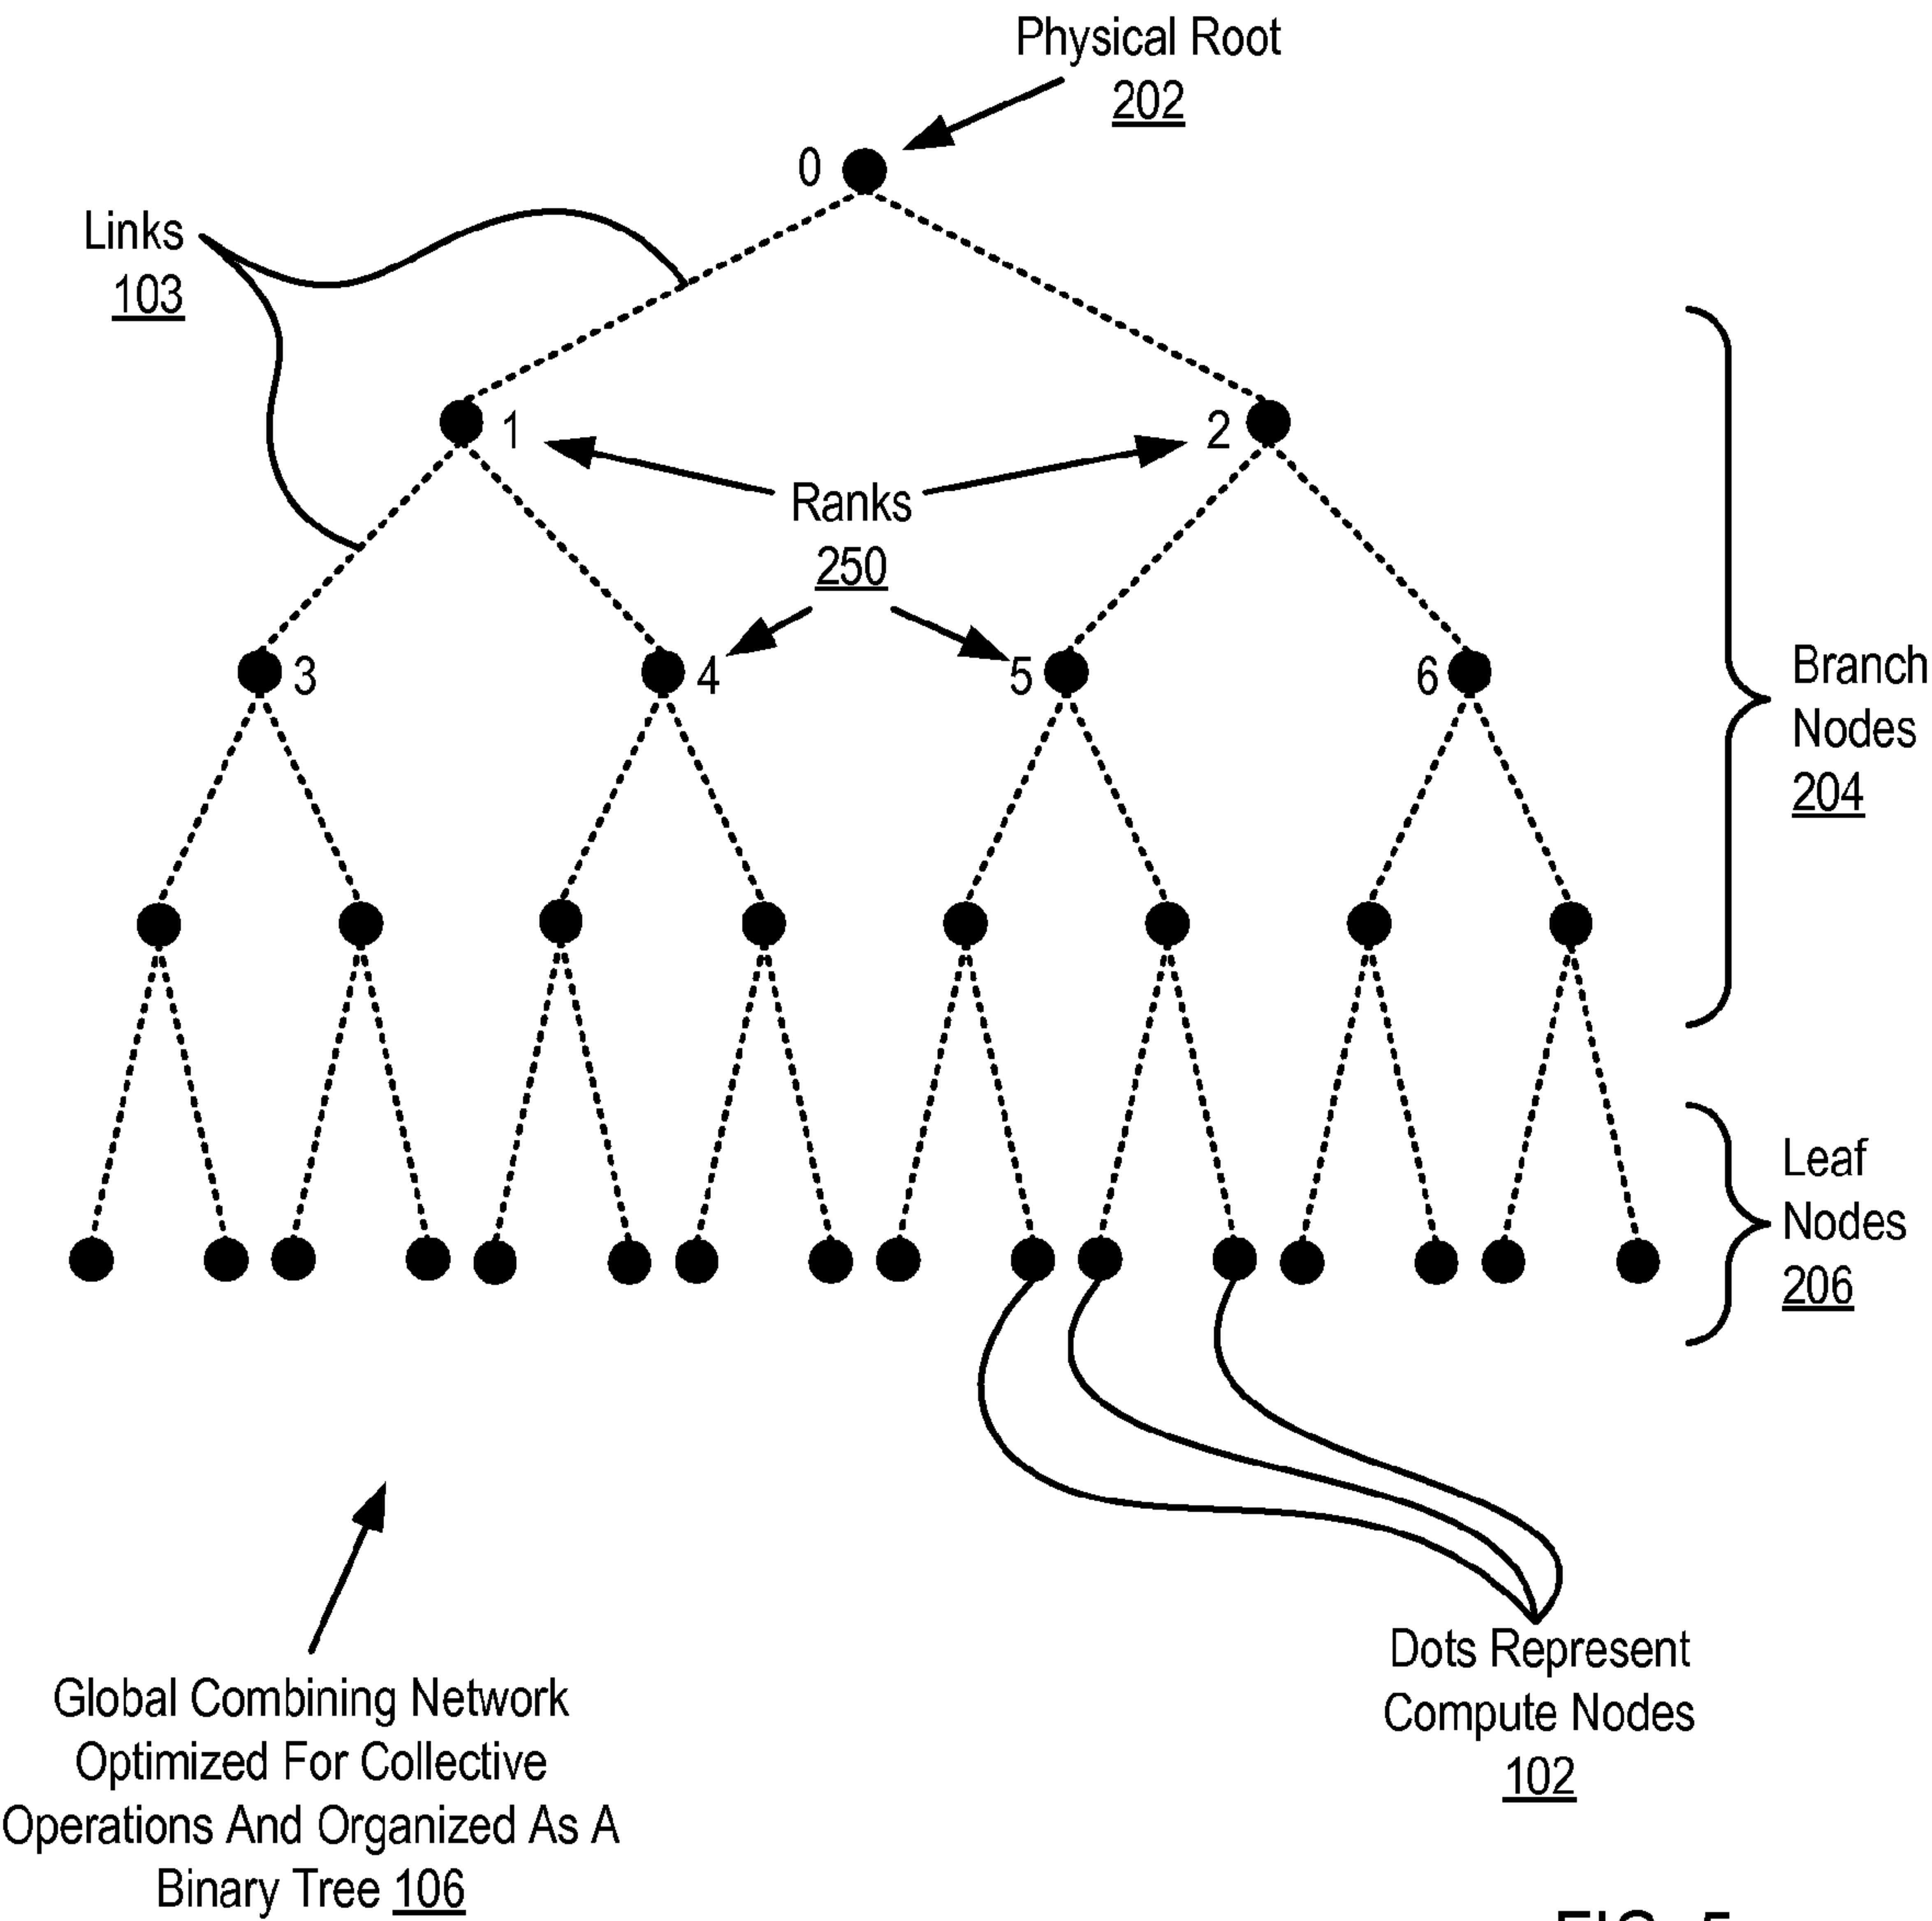 Physical Root
202
0
Links
103
1
2
Ranks
250
3
4
5
6
Branch
Nodes
204
Leaf
Nodes
206
Global Combining Network
Optimized For Collective
Operations And Organized As A
Binary Tree 106
Dots Represent
Compute Nodes
102
FIG. 5